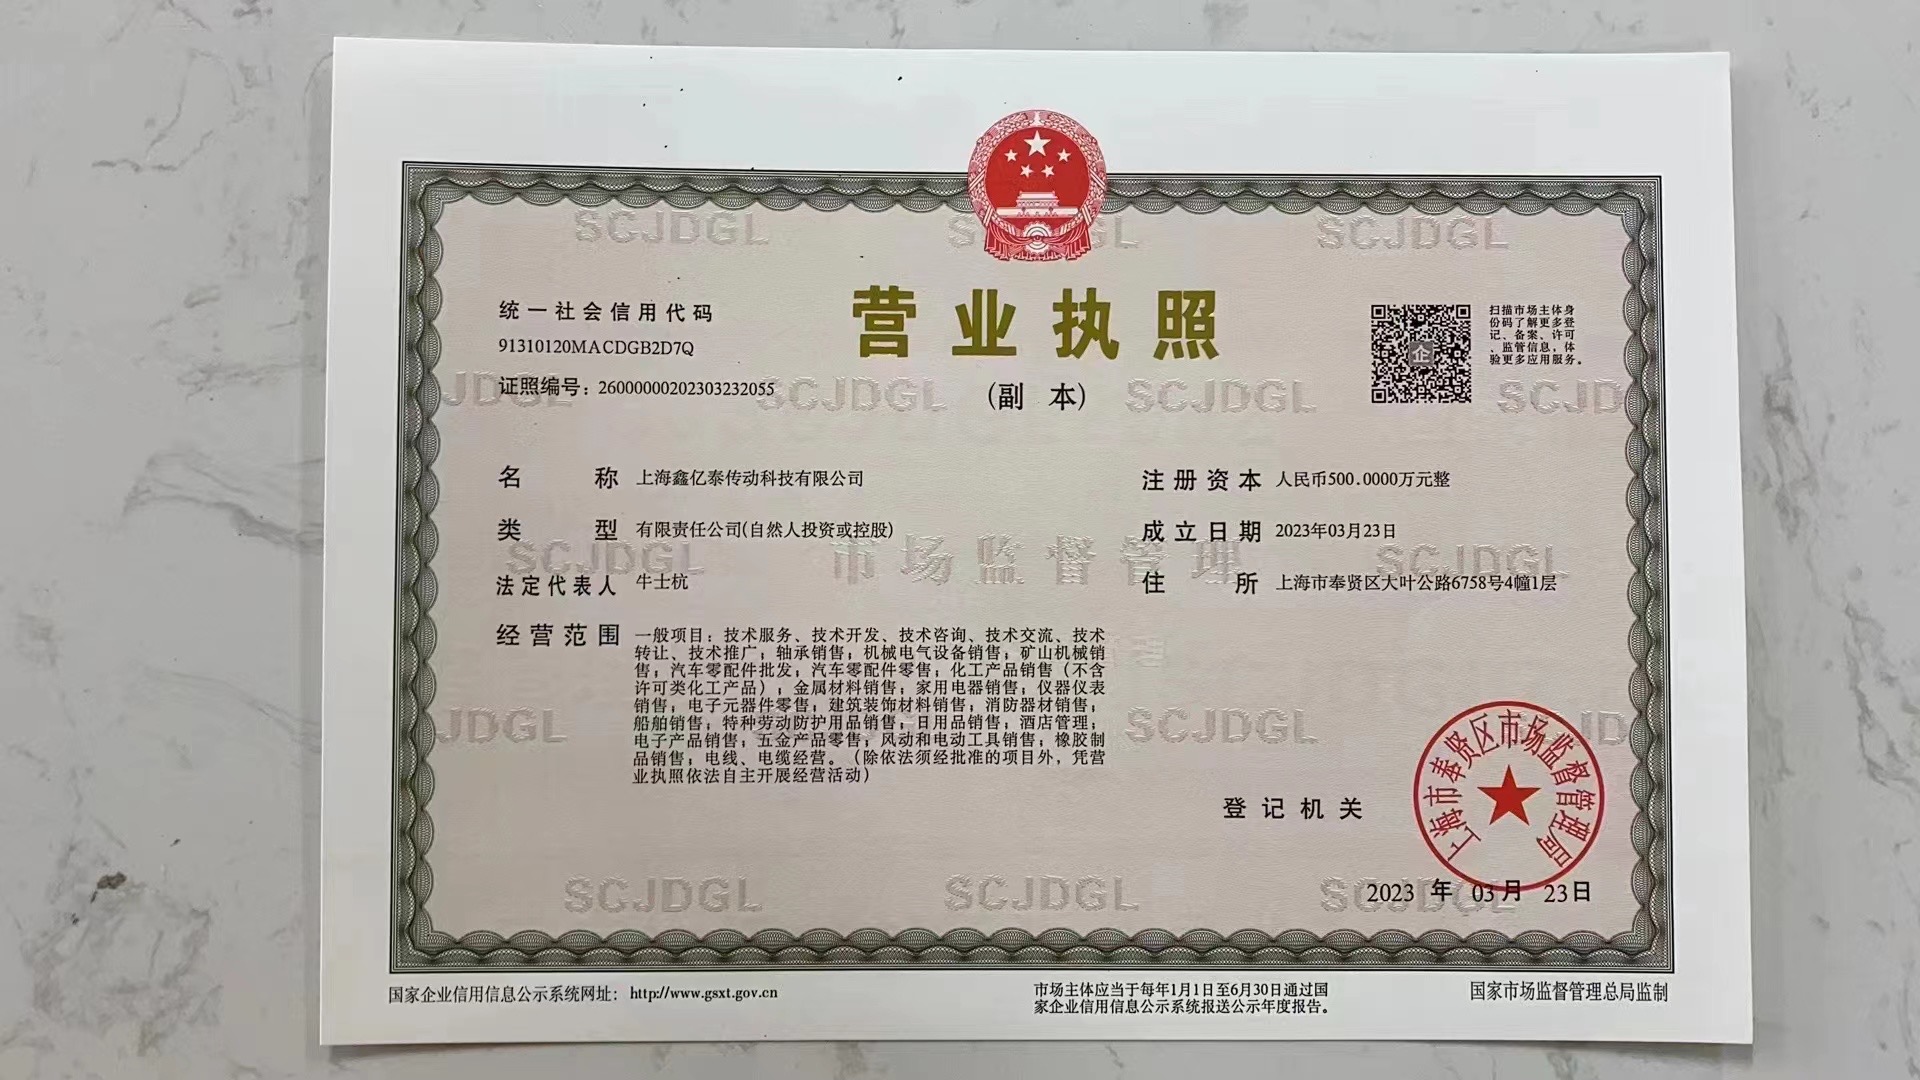 统一社会信用代码
91310120MACDGB2D7Q
证照编号：26000000202303232055
营业执照
（副 本）
扫描市场主体身
份码了解更多登
记、备案、许可
、监管信息，体
验更多应用服务。
名 称 上海鑫亿泰传动科技有限公司
类 型 有限责任公司(自然人投资或控股)
法定代表人 牛士杭
经营范围 一般项目：技术服务、技术开发、技术咨询、技术交流、技术
转让、技术推广；轴承销售；机械电气设备销售；矿山机械销
售；汽车零配件批发；汽车零配件零售；化工产品销售（不含
许可类化工产品）；金属材料销售；家用电器销售；仪器仪表
销售；电子元器件零售；建筑装饰材料销售；消防器材销售；
船舶销售；特种劳动防护用品销售；日用品销售；酒店管理；
电子产品销售；五金产品零售；风动和电动工具销售；橡胶制
品销售；电线、电缆经营。（除依法须经批准的项目外，凭营
业执照依法自主开展经营活动）
注册资本 人民币500.0000万元整
成立日期 2023年03月23日
住 所 上海市奉贤区大叶公路6758号4幢1层
登记机关
上海市奉贤区市场监督管理局
2023 年 03 月 23日
国家企业信用信息公示系统网址： http://www.gsxt.gov.cn
市场主体应当于每年1月1日至6月30日通过国
家企业信用信息公示系统报送公示年度报告。
国家市场监督管理总局监制
SCJDGL
市场监督管理
企